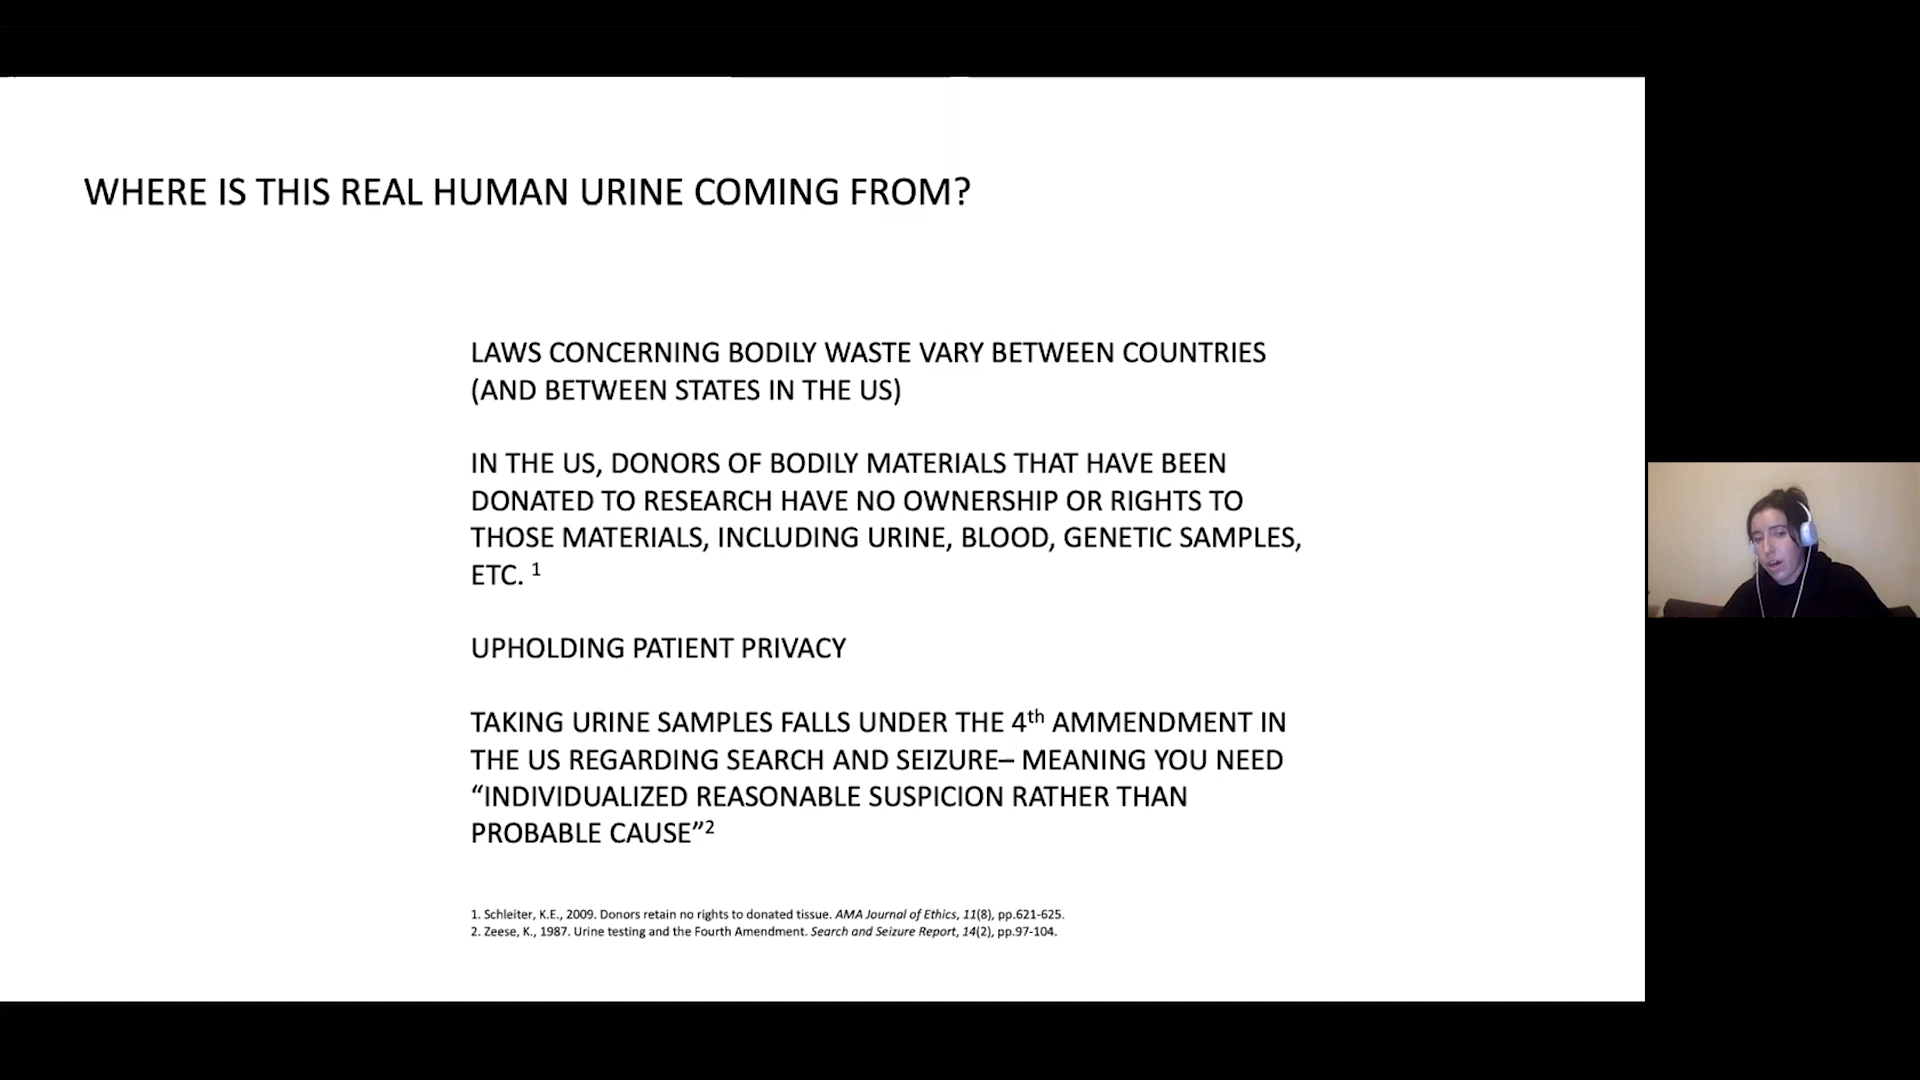 WHERE IS THIS REAL HUMAN URINE COMING FROM?
LAWS CONCERNING BODILY WASTE VARY BETWEEN COUNTRIES
(AND BETWEEN STATES IN THE US)
IN THE US, DONORS OF BODILY MATERIALS THAT HAVE BEEN
DONATED TO RESEARCH HAVE NO OWNERSHIP OR RIGHTS TO
THOSE MATERIALS, INCLUDING URINE, BLOOD, GENETIC SAMPLES,
ETC. 1
UPHOLDING PATIENT PRIVACY
TAKING URINE SAMPLES FALLS UNDER THE 4th AMMENDMENT IN
THE US REGARDING SEARCH AND SEIZURE– MEANING YOU NEED
“INDIVIDUALIZED REASONABLE SUSPICION RATHER THAN
PROBABLE CAUSE”2
1. Schleiter, K.E., 2009. Donors retain no rights to donated tissue. AMA Journal of Ethics, 11(8), pp.621-625.
2. Zeese, K., 1987. Urine testing and the Fourth Amendment. Search and Seizure Report, 14(2), pp.97-104.